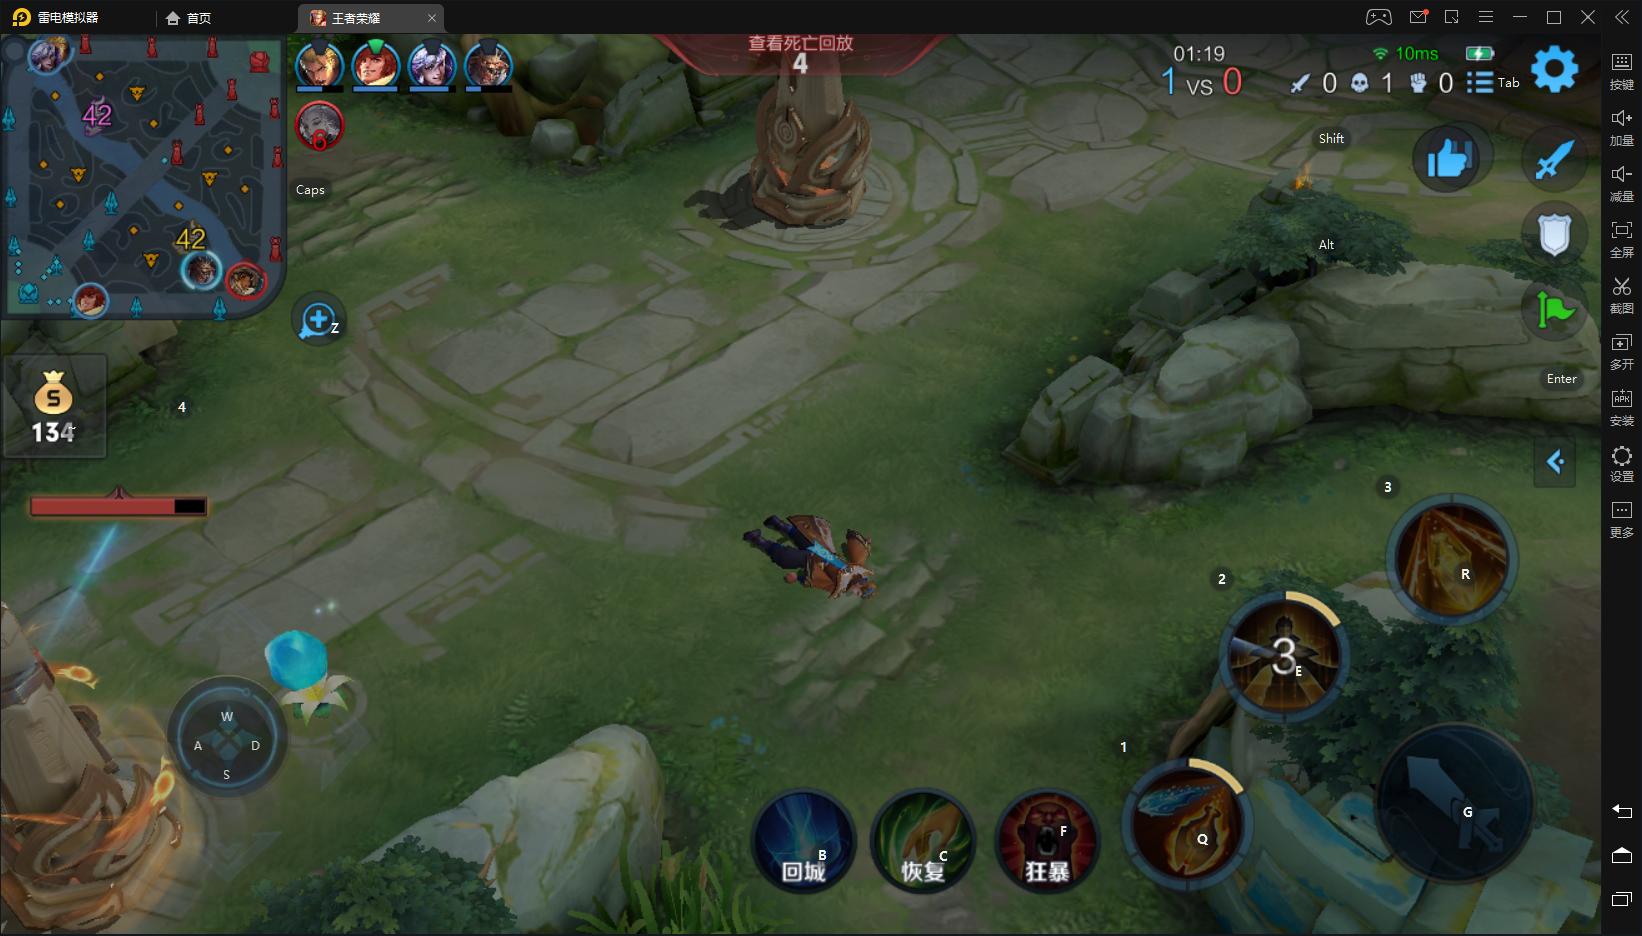 雷电模拟器
首页
王者荣耀
查看死亡回放
4
01:19
10ms
1 VS 0
0
1
0
Tab
按键
加量
减量
全屏
截图
多开
安装
设置
更多
42
42
6
Caps
Shift
Alt
Enter
Z
134
4
3
R
2
3
E
1
W
A
D
S
B
回城
C
恢复
F
狂暴
Q
G
APK